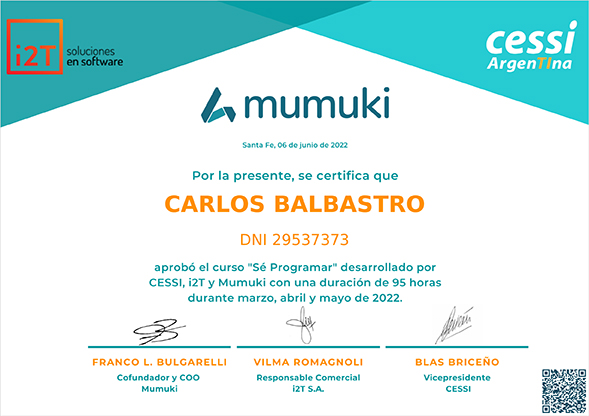 i2T
soluciones
en software
cessi
ArgenTIna
mumuki
Santa Fe, 06 de junio de 2022
Por la presente, se certifica que
CARLOS BALBASTRO
DNI 29537373
aprobó el curso "Sé Programar" desarrollado por
CESSI, i2T y Mumuki con una duración de 95 horas
durante marzo, abril y mayo de 2022.
FRANCO L. BULGARELLI
Cofundador y COO
Mumuki
VILMA ROMAGNOLI
Responsable Comercial
i2T S.A.
BLAS BRICEÑO
Vicepresidente
CESSI